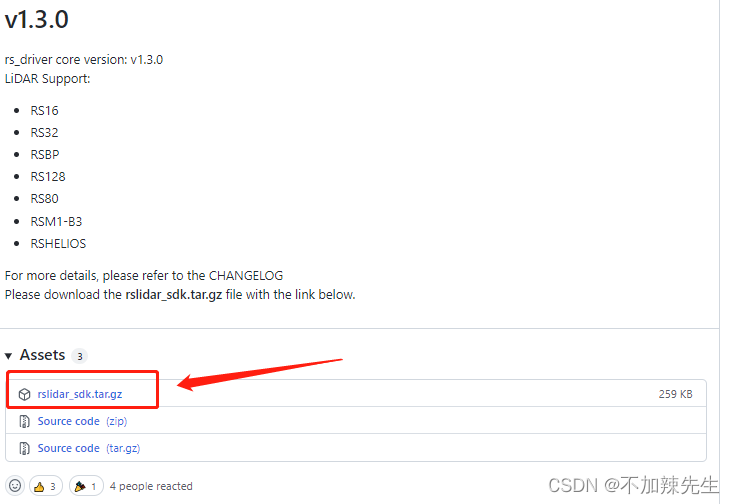 v1.3.0
rs_driver core version: v1.3.0
LiDAR Support:
RS16
RS32
RSBP
RS128
RS80
RSM1-B3
RSHELIOS
For more details, please refer to the CHANGELOG
Please download the rslidar_sdk.tar.gz file with the link below.
Assets 3
rslidar_sdk.tar.gz 259 KB
Source code (zip)
Source code (tar.gz)
3 1 4 people reacted
CSDN @不加辣先生